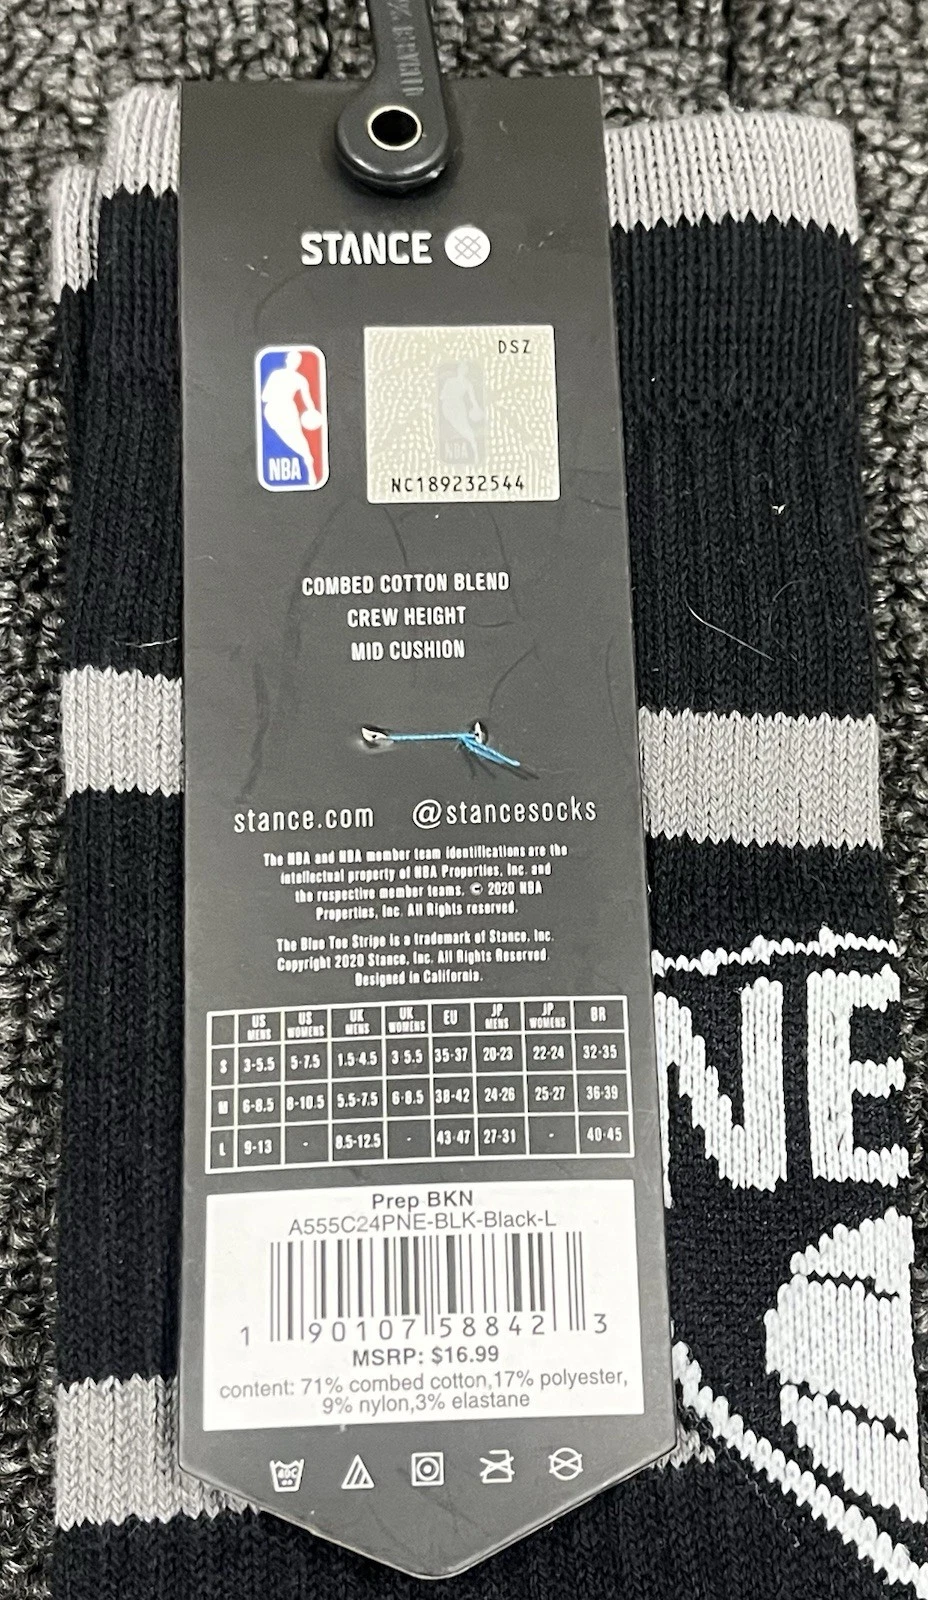 STANCE
DSZ
NBA
NBA
NC189232544
COMBED COTTON BLEND
CREW HEIGHT
MID CUSHION
stance.com @stancesocks
The NBA and NBA member team identifications are the
intellectual property of NBA Properties, Inc. and
the respective member teams. © 2020 NBA
Properties, Inc. All Rights reserved.
The Blue Toe Stripe is a trademark of Stance, Inc.
Copyright 2020 Stance, Inc. All Rights Reserved.
Designed in California.
US MENS US WOMENS UK MENS UK WOMENS EU JP MENS JP WOMENS BR
S 3-5.5 5-7.5 1.5-4.5 3-5.5 35-37 20-23 22-24 32-35
M 6-8.5 8-10.5 5.5-7.5 6-8.5 38-42 24-26 25-27 36-39
L 9-13 - 8.5-12.5 - 43-47 27-31 - 40-45
NE
Prep BKN
A555C24PNE-BLK-Black-L
1 90107 58842 3
MSRP: $16.99
content: 71% combed cotton,17% polyester,
9% nylon,3% elastane
40C